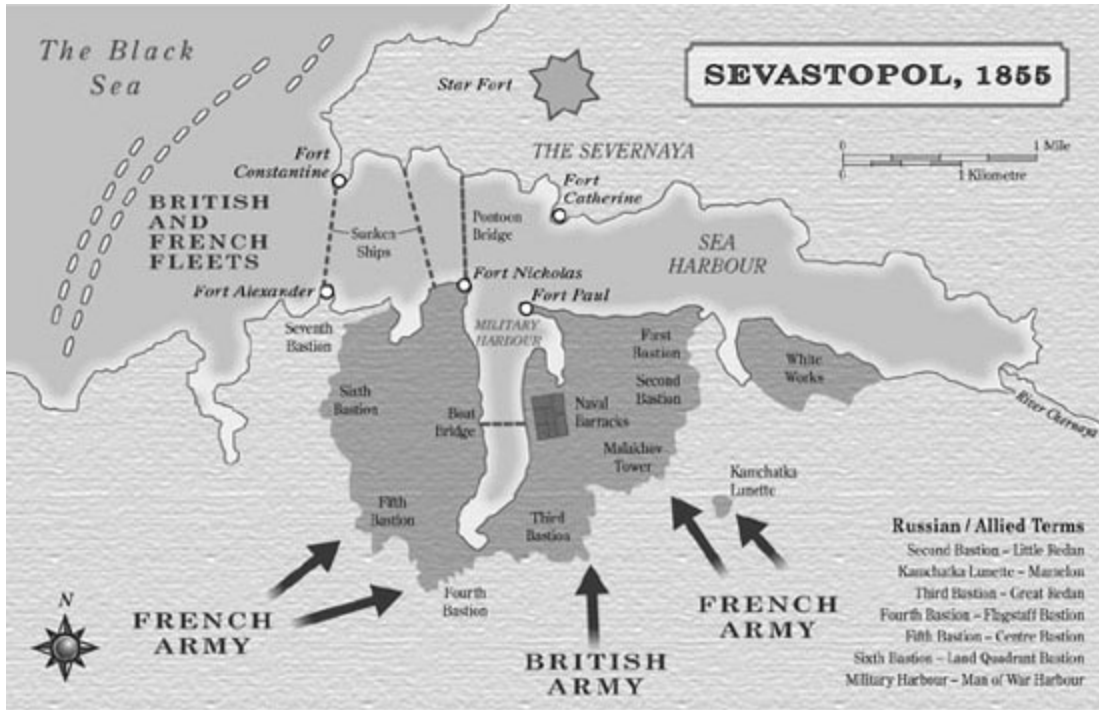 The Black
Sea
SEVASTOPOL, 1855
Star Fort
0
1 Mile
0
1 Kilometre
THE SEVERNAYA
Fort
Constantine
Fort
Catherine
BRITISH
AND
FRENCH
FLEETS
Sunken
Ships
Pontoon
Bridge
SEA
HARBOUR
Fort Nicholas
Fort Alexander
Fort Paul
Seventh
Bastion
MILITARY
HARBOUR
First
Bastion
White
Works
Sixth
Bastion
Second
Bastion
Boat
Bridge
Naval
Barracks
River Chernaya
Malakhov
Tower
Kamchatka
Lunette
Fifth
Bastion
Third
Bastion
Fourth
Bastion
N
FRENCH
ARMY
FRENCH
ARMY
BRITISH
ARMY
Russian / Allied Terms
Second Bastion – Little Redan
Kamchatka Lunette – Mamelon
Third Bastion – Great Redan
Fourth Bastion – Flagstaff Bastion
Fifth Bastion – Centre Bastion
Sixth Bastion – Land Quadrant Bastion
Military Harbour – Man of War Harbour